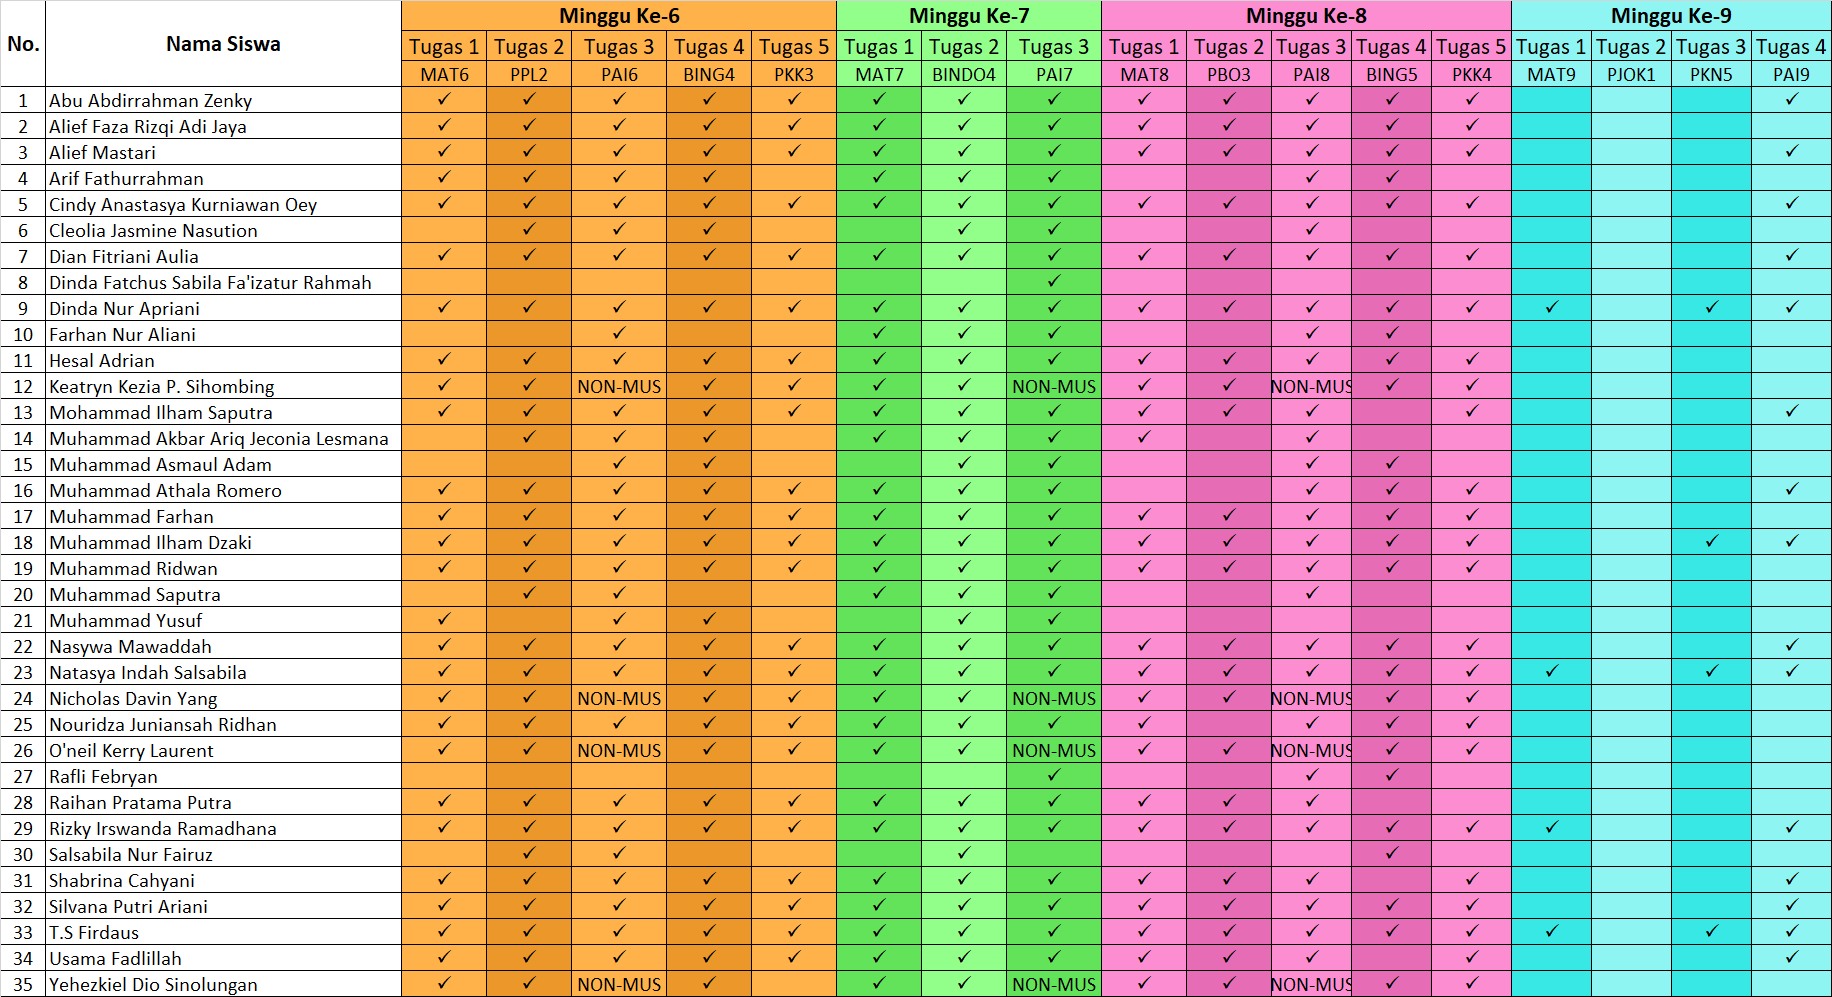 No. Nama Siswa Minggu Ke-6 Minggu Ke-7 Minggu Ke-8 Minggu Ke-9
Tugas 1 Tugas 2 Tugas 3 Tugas 4 Tugas 5 Tugas 1 Tugas 2 Tugas 3 Tugas 1 Tugas 2 Tugas 3 Tugas 4 Tugas 5 Tugas 1 Tugas 2 Tugas 3 Tugas 4
MAT6 PPL2 PAI6 BING4 PKK3 MAT7 BINDO4 PAI7 MAT8 PBO3 PAI8 BING5 PKK4 MAT9 PJOK1 PKN5 PAI9
1 Abu Abdirrahman Zenky ✓ ✓ ✓ ✓ ✓ ✓ ✓ ✓ ✓ ✓ ✓ ✓ ✓ ✓
2 Alief Faza Rizqi Adi Jaya ✓ ✓ ✓ ✓ ✓ ✓ ✓ ✓ ✓ ✓ ✓ ✓ ✓
3 Alief Mastari ✓ ✓ ✓ ✓ ✓ ✓ ✓ ✓ ✓ ✓ ✓ ✓ ✓ ✓
4 Arif Fathurrahman ✓ ✓ ✓ ✓ ✓ ✓ ✓ ✓ ✓
5 Cindy Anastasya Kurniawan Oey ✓ ✓ ✓ ✓ ✓ ✓ ✓ ✓ ✓ ✓ ✓ ✓ ✓ ✓
6 Cleolia Jasmine Nasution ✓ ✓ ✓ ✓ ✓ ✓
7 Dian Fitriani Aulia ✓ ✓ ✓ ✓ ✓ ✓ ✓ ✓ ✓ ✓ ✓ ✓ ✓ ✓
8 Dinda Fatchus Sabila Fa'izatur Rahmah ✓
9 Dinda Nur Apriani ✓ ✓ ✓ ✓ ✓ ✓ ✓ ✓ ✓ ✓ ✓ ✓ ✓ ✓ ✓ ✓
10 Farhan Nur Aliani ✓ ✓ ✓ ✓ ✓ ✓
11 Hesal Adrian ✓ ✓ ✓ ✓ ✓ ✓ ✓ ✓ ✓ ✓ ✓ ✓ ✓
12 Keatryn Kezia P. Sihombing ✓ ✓ NON-MUS ✓ ✓ ✓ ✓ NON-MUS ✓ ✓ NON-MUS ✓ ✓
13 Mohammad Ilham Saputra ✓ ✓ ✓ ✓ ✓ ✓ ✓ ✓ ✓ ✓ ✓ ✓ ✓
14 Muhammad Akbar Ariq Jeconia Lesmana ✓ ✓ ✓ ✓ ✓ ✓ ✓ ✓
15 Muhammad Asmaul Adam ✓ ✓ ✓ ✓ ✓ ✓
16 Muhammad Athala Romero ✓ ✓ ✓ ✓ ✓ ✓ ✓ ✓ ✓ ✓ ✓ ✓
17 Muhammad Farhan ✓ ✓ ✓ ✓ ✓ ✓ ✓ ✓ ✓ ✓ ✓ ✓ ✓
18 Muhammad Ilham Dzaki ✓ ✓ ✓ ✓ ✓ ✓ ✓ ✓ ✓ ✓ ✓ ✓ ✓ ✓ ✓
19 Muhammad Ridwan ✓ ✓ ✓ ✓ ✓ ✓ ✓ ✓ ✓ ✓ ✓ ✓ ✓
20 Muhammad Saputra ✓ ✓ ✓ ✓ ✓ ✓ ✓
21 Muhammad Yusuf ✓ ✓ ✓ ✓ ✓
22 Nasywa Mawaddah ✓ ✓ ✓ ✓ ✓ ✓ ✓ ✓ ✓ ✓ ✓ ✓ ✓ ✓
23 Natasya Indah Salsabila ✓ ✓ ✓ ✓ ✓ ✓ ✓ ✓ ✓ ✓ ✓ ✓ ✓ ✓ ✓ ✓
24 Nicholas Davin Yang ✓ ✓ NON-MUS ✓ ✓ ✓ ✓ NON-MUS ✓ ✓ NON-MUS ✓ ✓
25 Nouridza Juniansah Ridhan ✓ ✓ ✓ ✓ ✓ ✓ ✓ ✓ ✓ ✓ ✓ ✓
26 O'neil Kerry Laurent ✓ ✓ NON-MUS ✓ ✓ ✓ ✓ NON-MUS ✓ ✓ NON-MUS ✓ ✓
27 Rafli Febryan ✓ ✓ ✓
28 Raihan Pratama Putra ✓ ✓ ✓ ✓ ✓ ✓ ✓ ✓ ✓ ✓ ✓
29 Rizky Irswanda Ramadhana ✓ ✓ ✓ ✓ ✓ ✓ ✓ ✓ ✓ ✓ ✓ ✓ ✓ ✓ ✓
30 Salsabila Nur Fairuz ✓ ✓ ✓ ✓
31 Shabrina Cahyani ✓ ✓ ✓ ✓ ✓ ✓ ✓ ✓ ✓ ✓ ✓ ✓ ✓
32 Silvana Putri Ariani ✓ ✓ ✓ ✓ ✓ ✓ ✓ ✓ ✓ ✓ ✓ ✓ ✓ ✓
33 T.S Firdaus ✓ ✓ ✓ ✓ ✓ ✓ ✓ ✓ ✓ ✓ ✓ ✓ ✓ ✓ ✓ ✓
34 Usama Fadlillah ✓ ✓ ✓ ✓ ✓ ✓ ✓ ✓ ✓ ✓ ✓ ✓ ✓
35 Yehezkiel Dio Sinolungan ✓ ✓ NON-MUS ✓ ✓ ✓ NON-MUS ✓ ✓ NON-MUS ✓ ✓